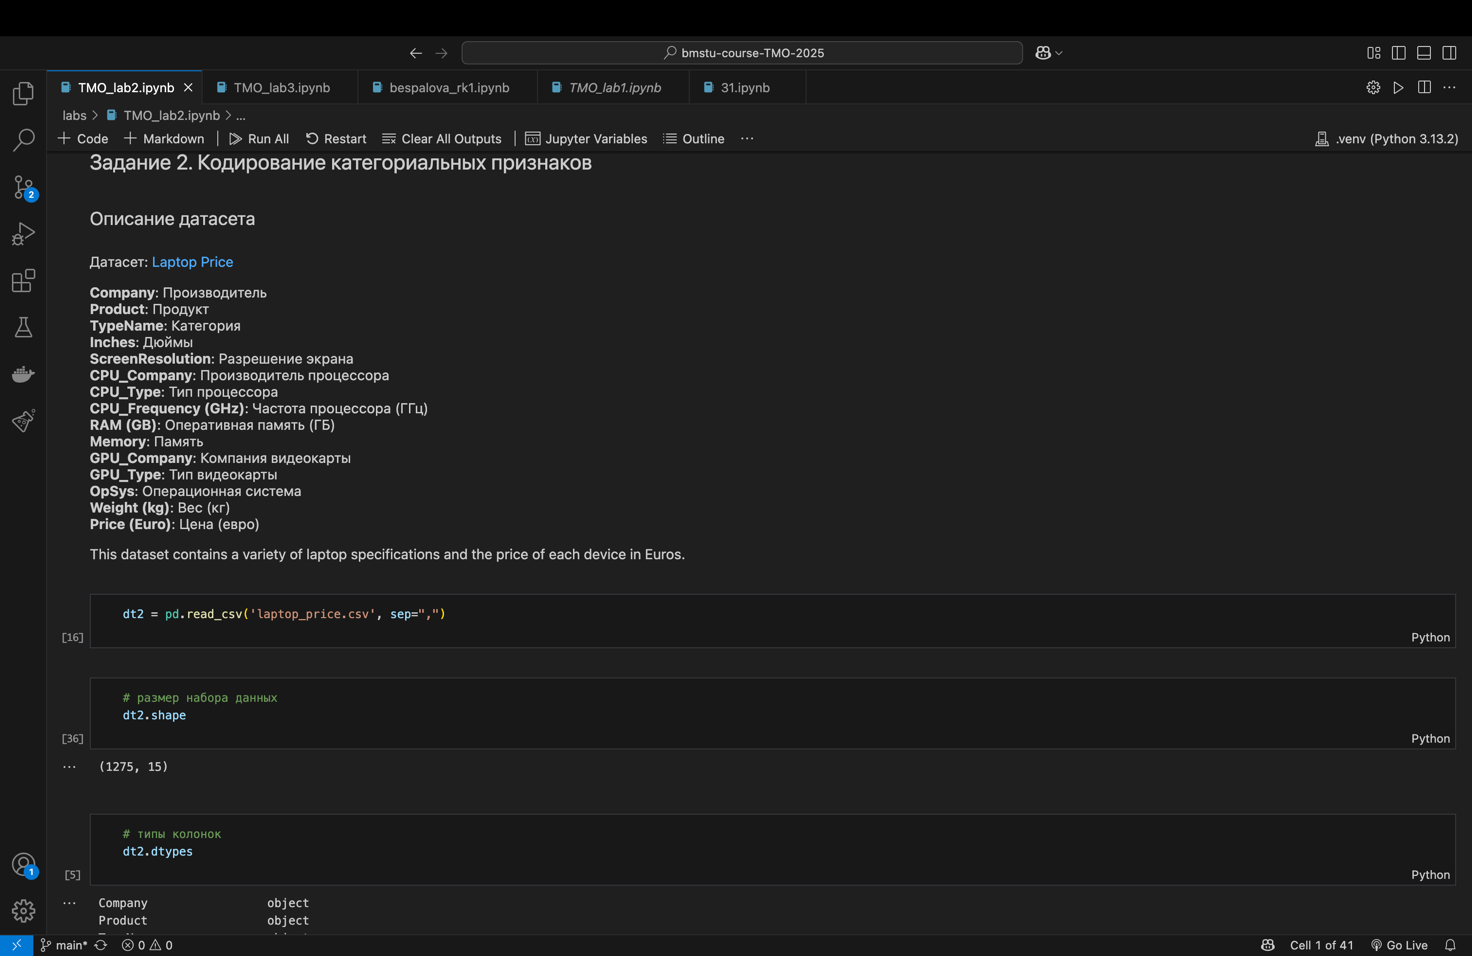 bmstu-course-TMO-2025
TMO_lab2.ipynb
TMO_lab3.ipynb
bespalova_rk1.ipynb
TMO_lab1.ipynb
31.ipynb
labs > TMO_lab2.ipynb > ...
+ Code + Markdown Run All Restart Clear All Outputs Jupyter Variables Outline ... .venv (Python 3.13.2)
Задание 2. Кодирование категориальных признаков
Описание датасета
Датасет: Laptop Price
Company: Производитель
Product: Продукт
TypeName: Категория
Inches: Дюймы
ScreenResolution: Разрешение экрана
CPU_Company: Производитель процессора
CPU_Type: Тип процессора
CPU_Frequency (GHz): Частота процессора (ГГц)
RAM (GB): Оперативная память (ГБ)
Memory: Память
GPU_Company: Компания видеокарты
GPU_Type: Тип видеокарты
OpSys: Операционная система
Weight (kg): Вес (кг)
Price (Euro): Цена (евро)
This dataset contains a variety of laptop specifications and the price of each device in Euros.
dt2 = pd.read_csv('laptop_price.csv', sep=",")
[16] Python
# размер набора данных
dt2.shape
[36] Python
... (1275, 15)
# типы колонок
dt2.dtypes
[5] Python
... Company object
Product object
2
1
main* 0 0 Cell 1 of 41 Go Live